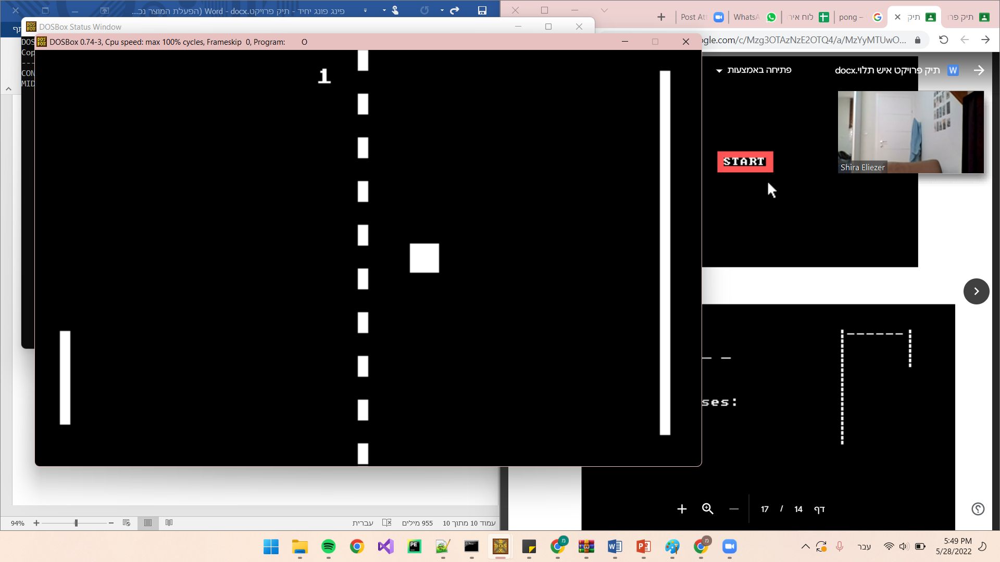 פינג פונג יחיד - תיק פרויקט.docx - Word (הפעלת המוצר נכ...
DOSBox Status Window
DOSBox 0.74-3, Cpu speed: max 100% cycles, Frameskip 0, Program: O
DOS
Cop
---
CON
MID
1
תיק פרו
תיק
pong –
לוח איר
WhatsA
Post Att
gle.com/c/Mzg3OTAzNzE2OTQ4/a/MzYyMTUwO...
תיק פרויקט איש תלוי.docx
פתיחה באמצעות
START
Shira Eliezer
ses:
דף 14 / 17
עמוד 10 מתוך 10
955 מילים
עברית
94%
עבר
5:49 PM
5/28/2022